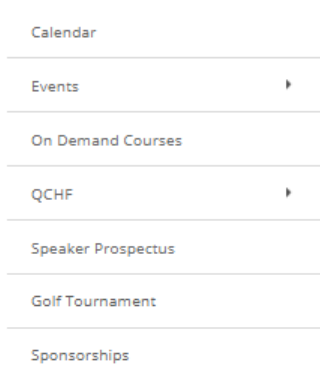 Calendar
Events
On Demand Courses
QCHF
Speaker Prospectus
Golf Tournament
Sponsorships